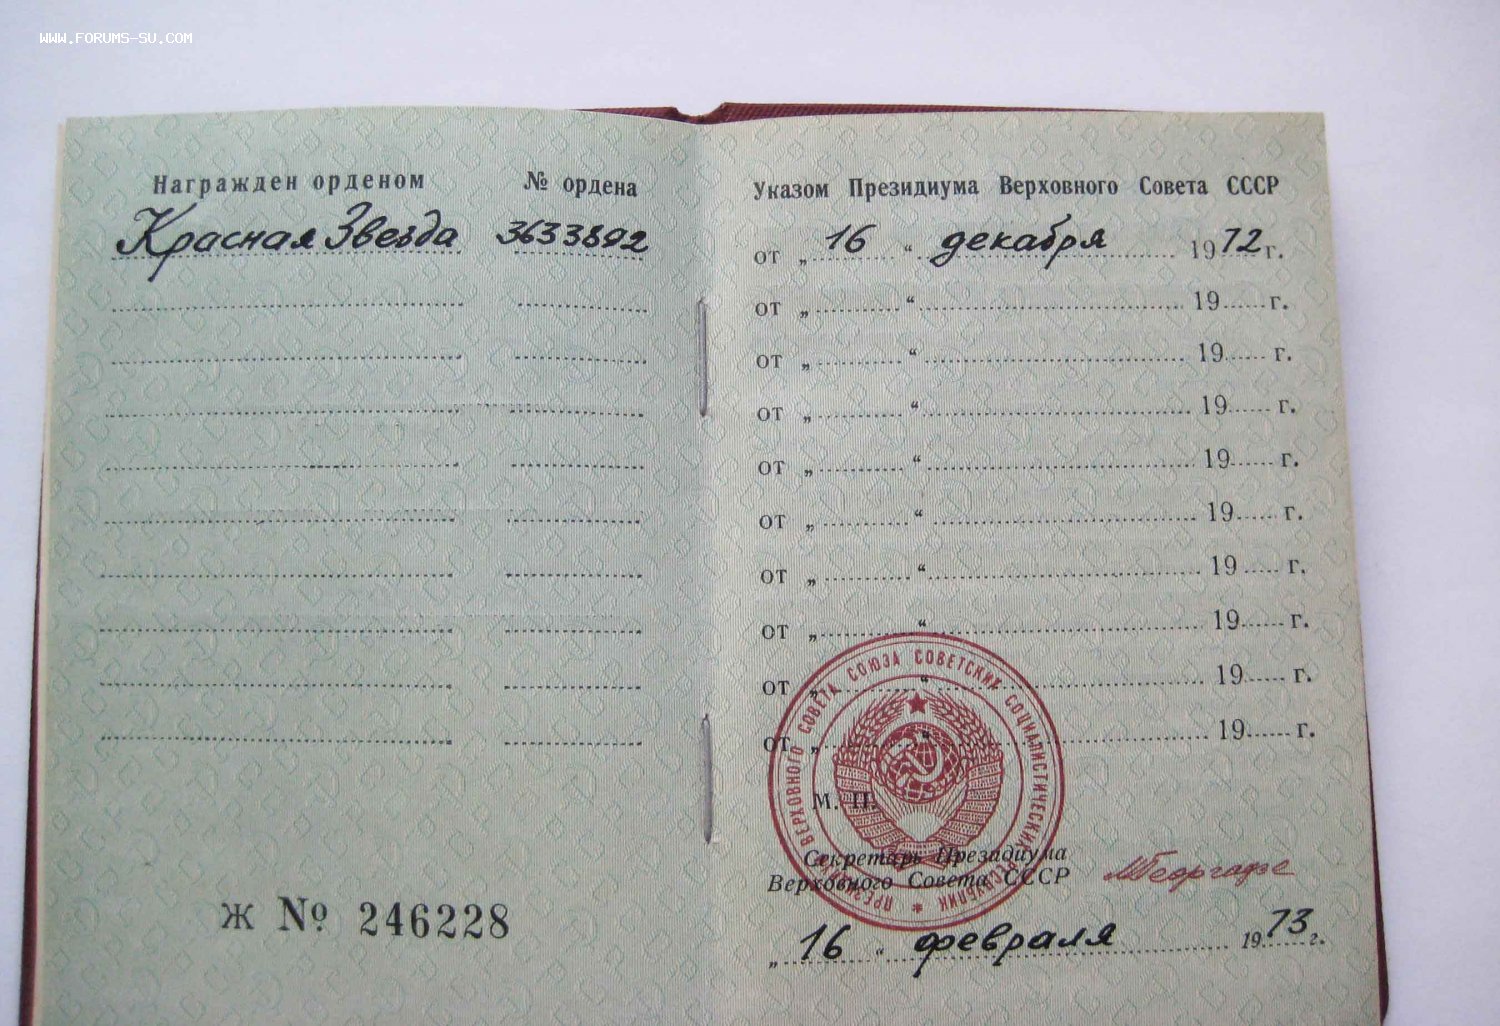 WWW.FORUMS-SU.COM
Награжден орденом № ордена
Красная Звезда 3633892
Ж № 246228
Указом Президиума Верховного Совета СССР
от „ 16 “ декабря 1972 г.
от „ “ 19 г.
от „ “ 19 г.
от „ “ 19 г.
от „ “ 19 г.
от „ “ 19 г.
от „ “ 19 г.
от „ “ 19 г.
от „ “ 19 г.
от „ “ 19 г.
ПРЕЗИДИУМ ВЕРХОВНОГО СОВЕТА СОЮЗА СОВЕТСКИХ СОЦИАЛИСТИЧЕСКИХ РЕСПУБЛИК
М. П.
Секретарь Президиума
Верховного Совета СССР МГеоргадзе
„ 16 “ февраля 1973 г.